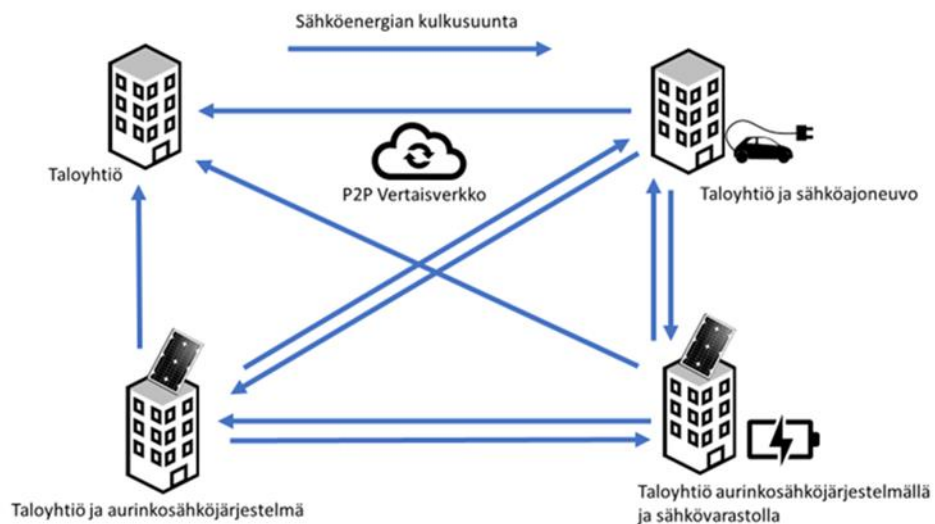 Sähköenergian kulkusuunta
Taloyhtiö
P2P Vertaisverkko
Taloyhtiö ja sähköajoneuvo
Taloyhtiö ja aurinkosähköjärjestelmä
Taloyhtiö aurinkosähköjärjestelmällä
ja sähkövarastolla